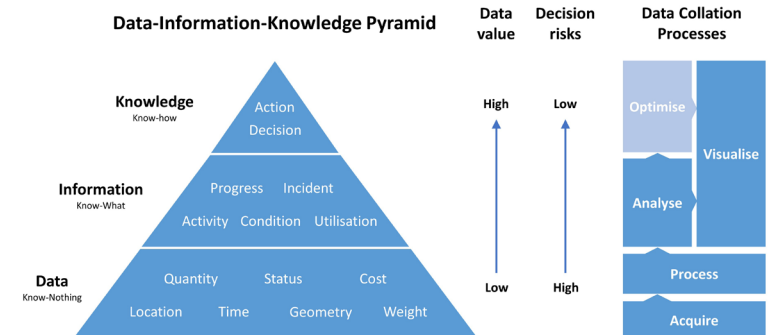 Data-Information-Knowledge Pyramid
Data value
Decision risks
Data Collation Processes
Knowledge
Know-how
Action
Decision
High
Low
Optimise
Visualise
Information
Know-What
Progress Incident
Activity Condition Utilisation
Analyse
Data
Know-Nothing
Quantity Status Cost
Location Time Geometry Weight
Low
High
Process
Acquire